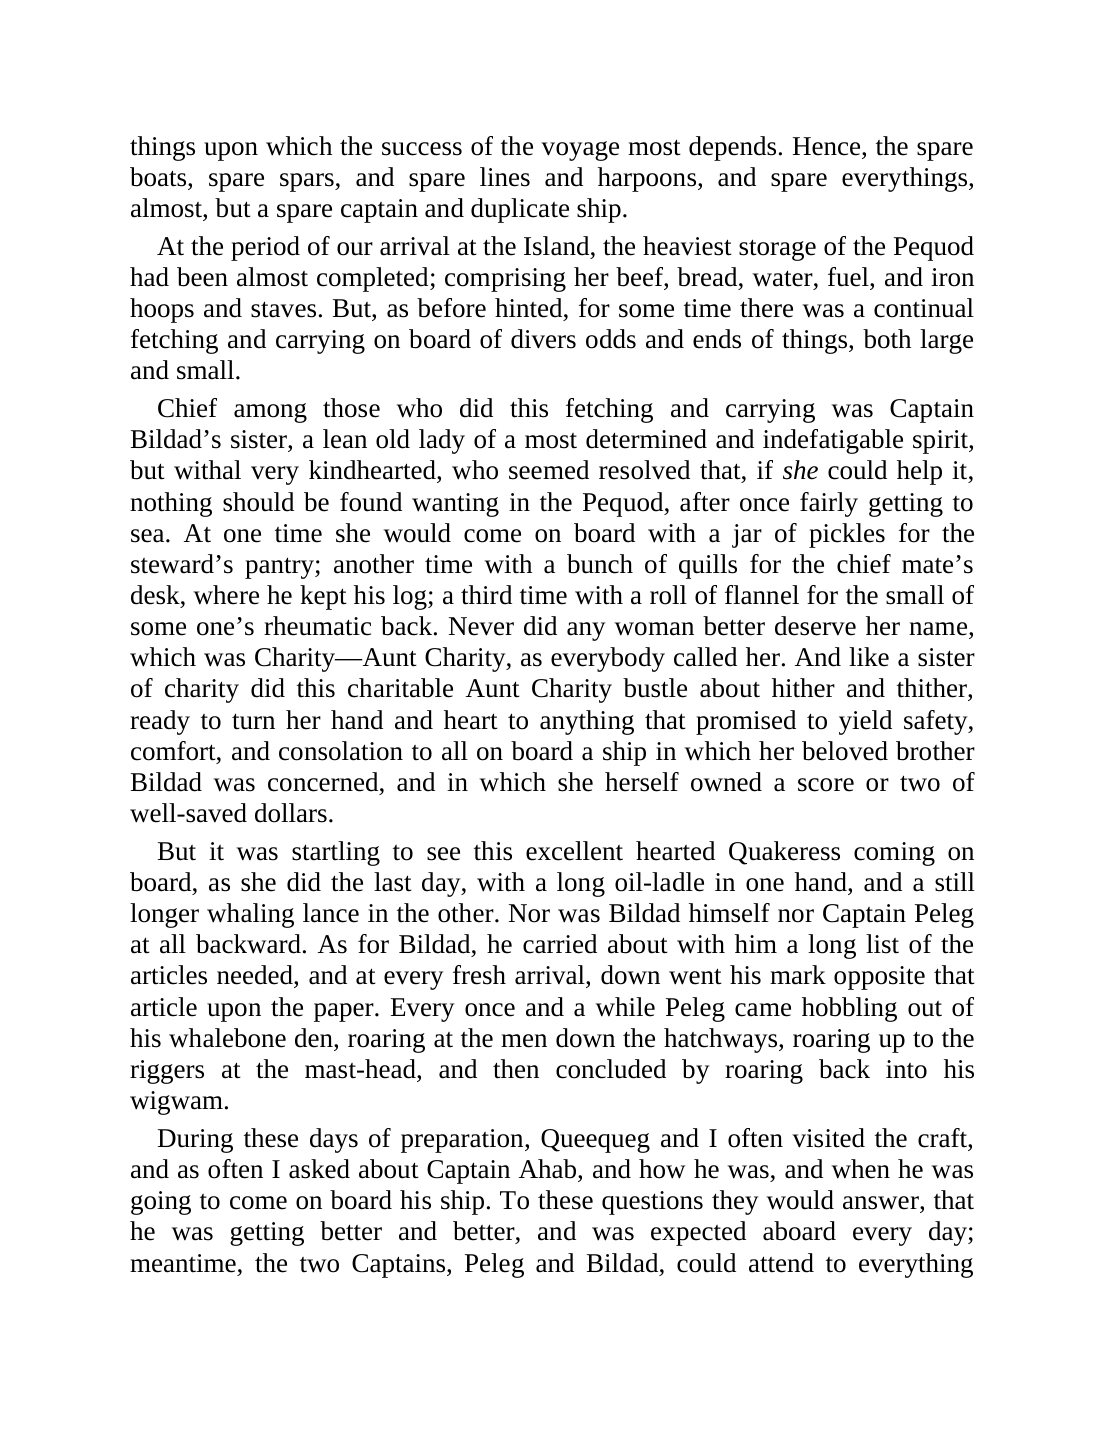 things upon which the success of the voyage most depends. Hence, the spare
boats, spare spars, and spare lines and harpoons, and spare everythings,
almost, but a spare captain and duplicate ship.
At the period of our arrival at the Island, the heaviest storage of the Pequod
had been almost completed; comprising her beef, bread, water, fuel, and iron
hoops and staves. But, as before hinted, for some time there was a continual
fetching and carrying on board of divers odds and ends of things, both large
and small.
Chief among those who did this fetching and carrying was Captain
Bildad’s sister, a lean old lady of a most determined and indefatigable spirit,
but withal very kindhearted, who seemed resolved that, if she could help it,
nothing should be found wanting in the Pequod, after once fairly getting to
sea. At one time she would come on board with a jar of pickles for the
steward’s pantry; another time with a bunch of quills for the chief mate’s
desk, where he kept his log; a third time with a roll of flannel for the small of
some one’s rheumatic back. Never did any woman better deserve her name,
which was Charity—Aunt Charity, as everybody called her. And like a sister
of charity did this charitable Aunt Charity bustle about hither and thither,
ready to turn her hand and heart to anything that promised to yield safety,
comfort, and consolation to all on board a ship in which her beloved brother
Bildad was concerned, and in which she herself owned a score or two of
well-saved dollars.
But it was startling to see this excellent hearted Quakeress coming on
board, as she did the last day, with a long oil-ladle in one hand, and a still
longer whaling lance in the other. Nor was Bildad himself nor Captain Peleg
at all backward. As for Bildad, he carried about with him a long list of the
articles needed, and at every fresh arrival, down went his mark opposite that
article upon the paper. Every once and a while Peleg came hobbling out of
his whalebone den, roaring at the men down the hatchways, roaring up to the
riggers at the mast-head, and then concluded by roaring back into his
wigwam.
During these days of preparation, Queequeg and I often visited the craft,
and as often I asked about Captain Ahab, and how he was, and when he was
going to come on board his ship. To these questions they would answer, that
he was getting better and better, and was expected aboard every day;
meantime, the two Captains, Peleg and Bildad, could attend to everything